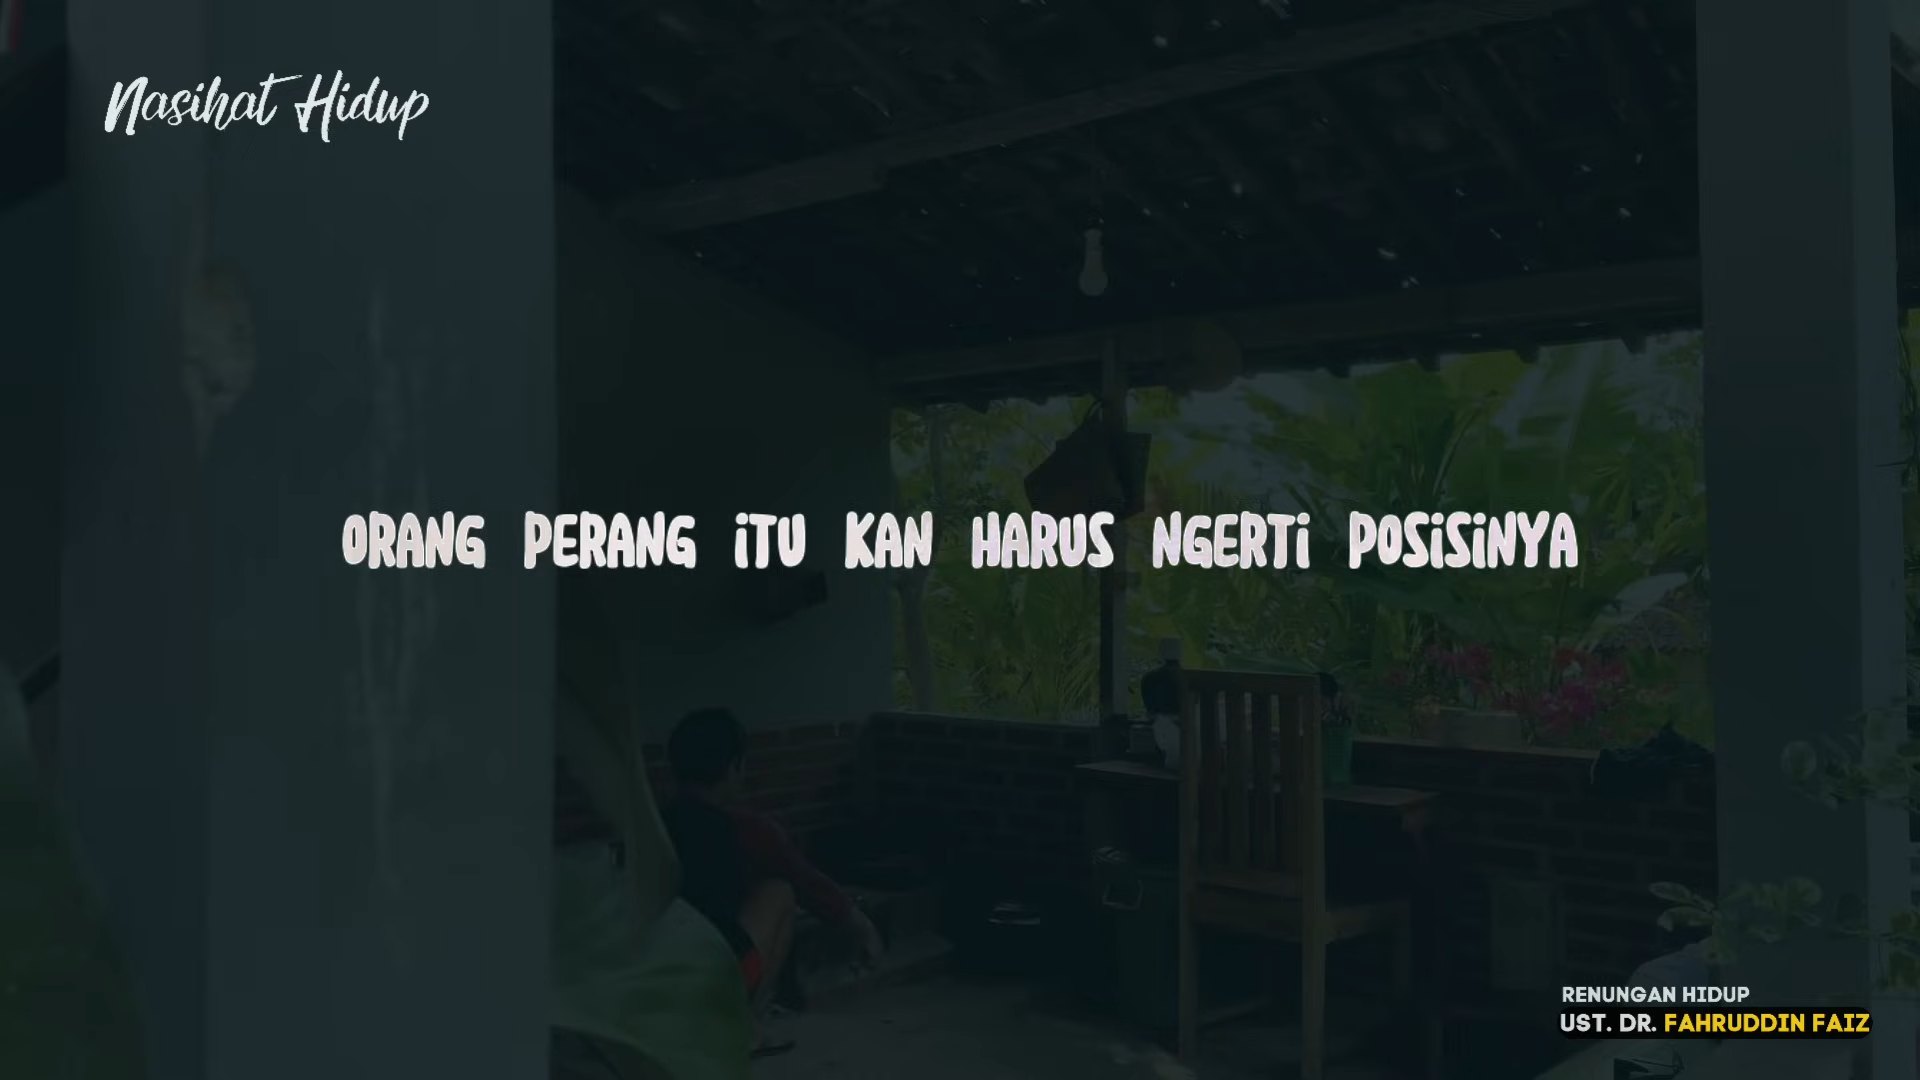 Nasihat Hidup
ORANG PERANG iTU KAN HARUS NGERTi POSiSiNYA
RENUNGAN HIDUP
UST. DR. FAHRUDDIN FAIZ